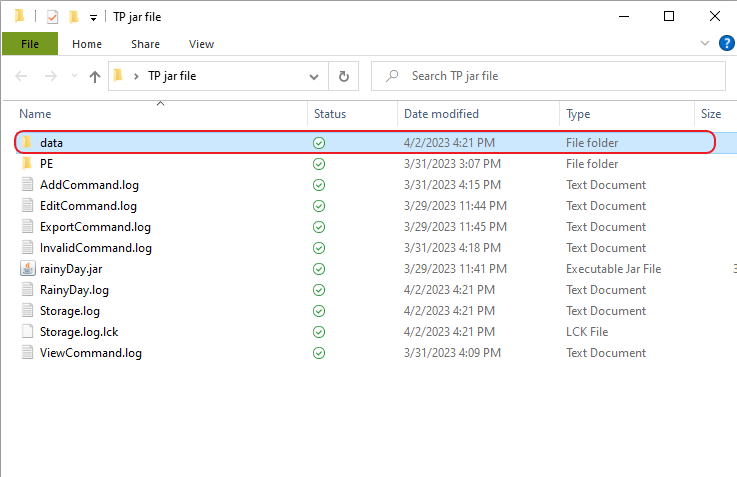 TP jar file
File Home Share View
TP jar file Search TP jar file
Name Status Date modified Type Size
data 4/2/2023 4:21 PM File folder
PE 3/31/2023 3:07 PM File folder
AddCommand.log 3/31/2023 4:15 PM Text Document
EditCommand.log 3/29/2023 11:44 PM Text Document
ExportCommand.log 3/29/2023 11:45 PM Text Document
InvalidCommand.log 3/31/2023 4:18 PM Text Document
rainyDay.jar 3/29/2023 11:41 PM Executable Jar File 3
RainyDay.log 4/2/2023 4:21 PM Text Document
Storage.log 4/2/2023 4:21 PM Text Document
Storage.log.lck 4/2/2023 4:21 PM LCK File
ViewCommand.log 3/31/2023 4:09 PM Text Document